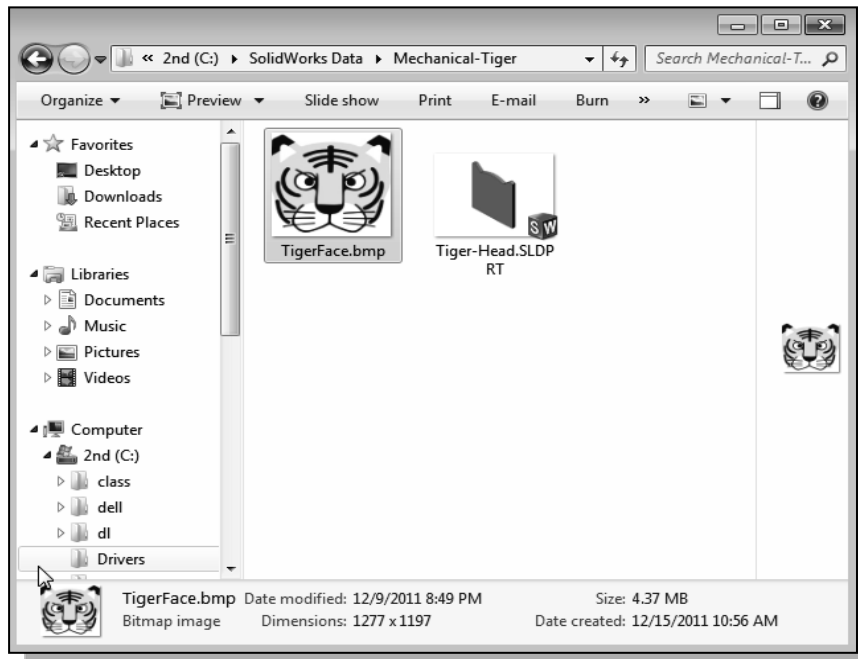 « 2nd (C:) SolidWorks Data Mechanical-Tiger Search Mechanical-T...
Organize Preview Slide show Print E-mail Burn »
Favorites
Desktop
Downloads
Recent Places
Libraries
Documents
Music
Pictures
Videos
Computer
2nd (C:)
class
dell
dl
Drivers
TigerFace.bmp
SW
Tiger-Head.SLDP
RT
TigerFace.bmp Date modified: 12/9/2011 8:49 PM Size: 4.37 MB
Bitmap image Dimensions: 1277 x 1197 Date created: 12/15/2011 10:56 AM